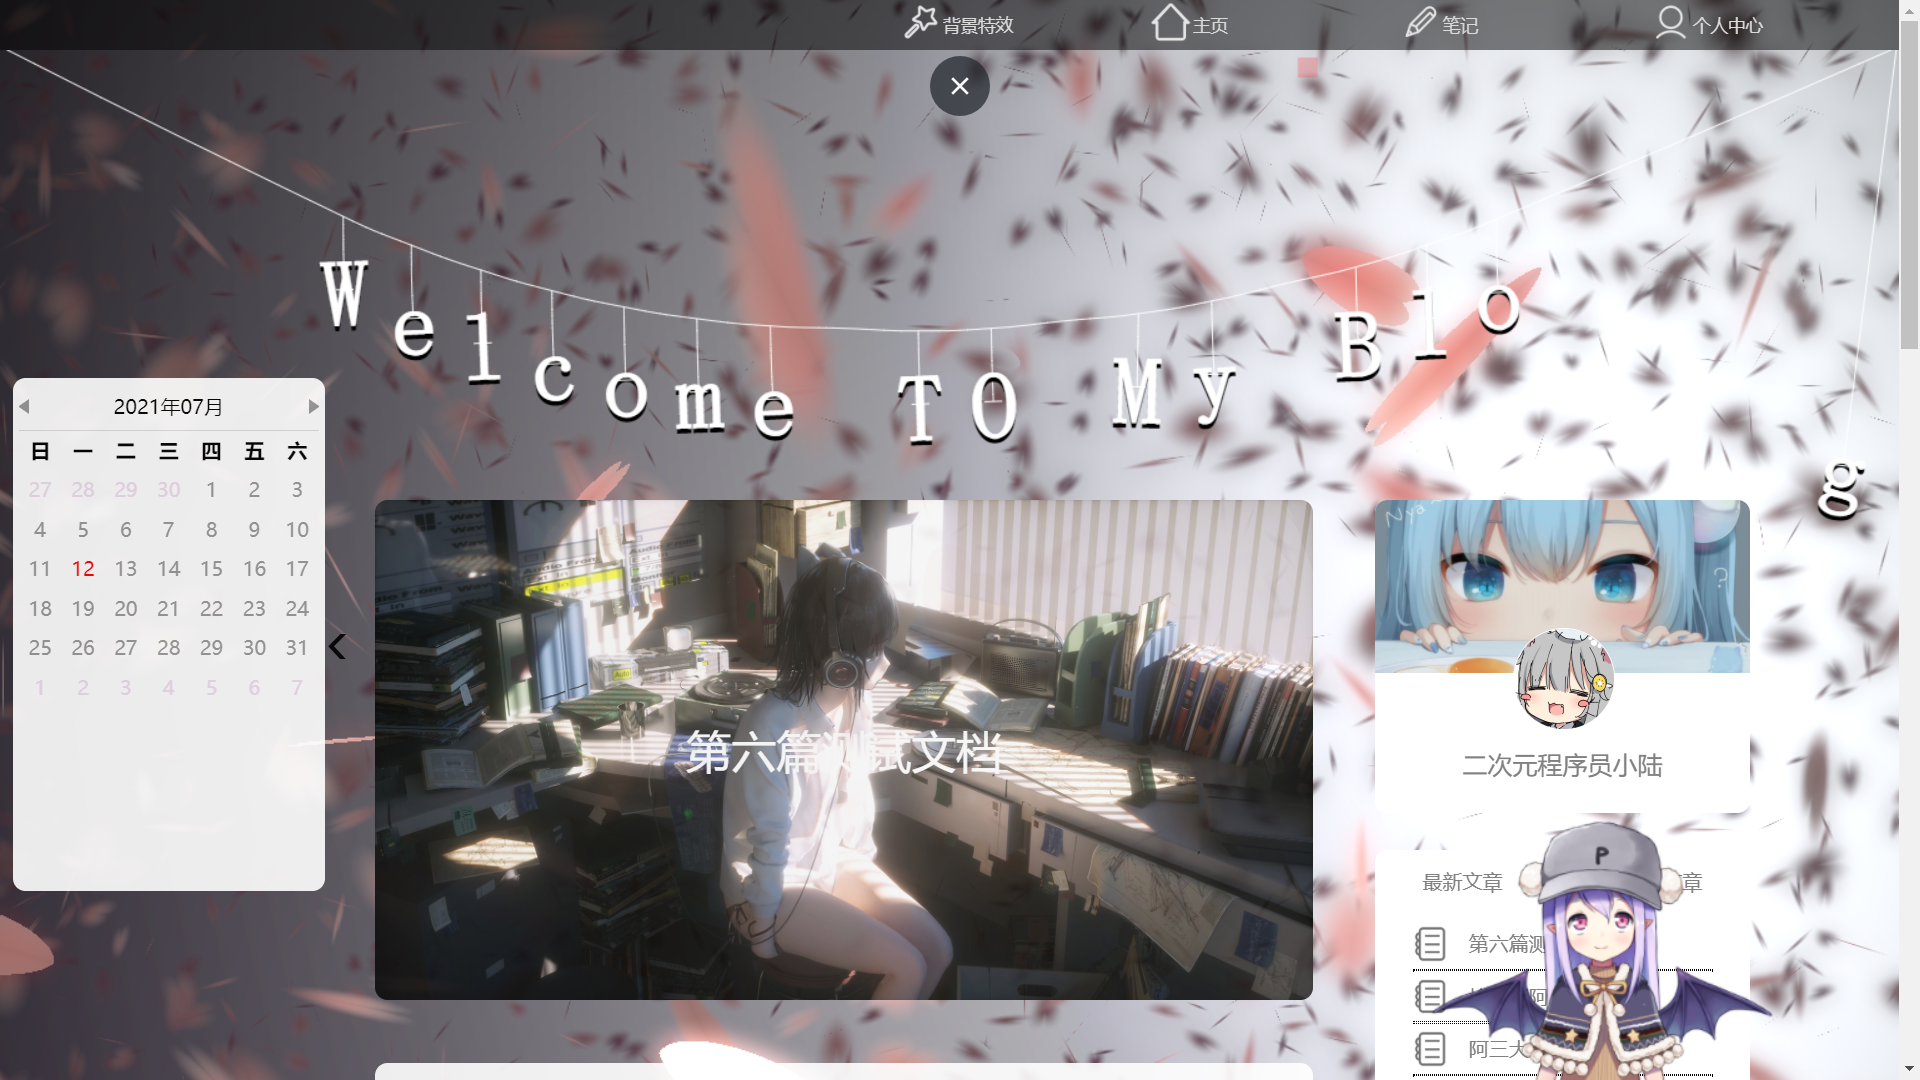 背景特效
主页
笔记
个人中心
Welcome TO My Blog
2021年07月
日 一 二 三 四 五 六
27 28 29 30 1 2 3
4 5 6 7 8 9 10
11 12 13 14 15 16 17
18 19 20 21 22 23 24
25 26 27 28 29 30 31
1 2 3 4 5 6 7
第六篇测试文档
Nya
?
二次元程序员小陆
P
最新文章
章
第六篇测
阿
阿三大